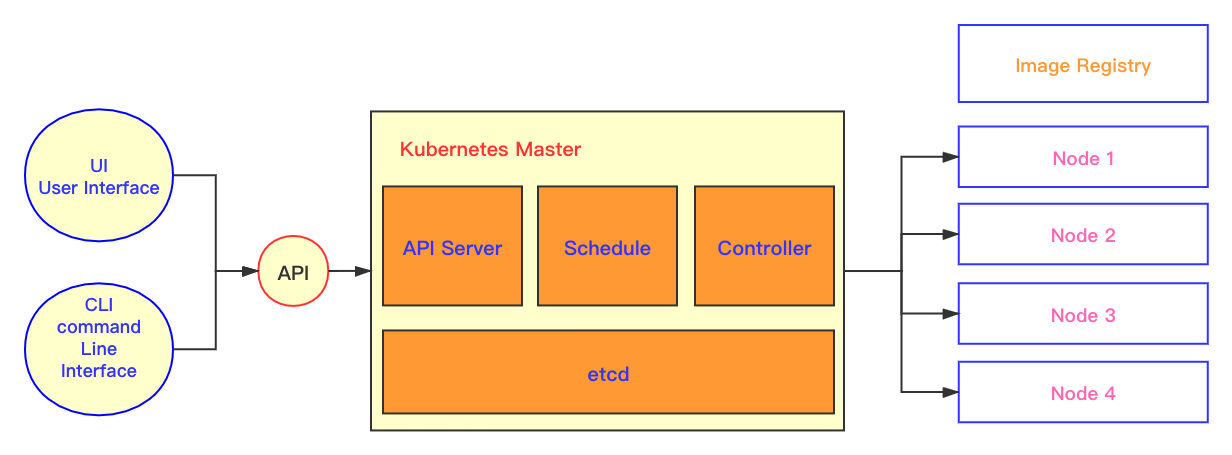 UI
User Interface
CLI
command
Line
Interface
API
Kubernetes Master
API Server
Schedule
Controller
etcd
Image Registry
Node 1
Node 2
Node 3
Node 4